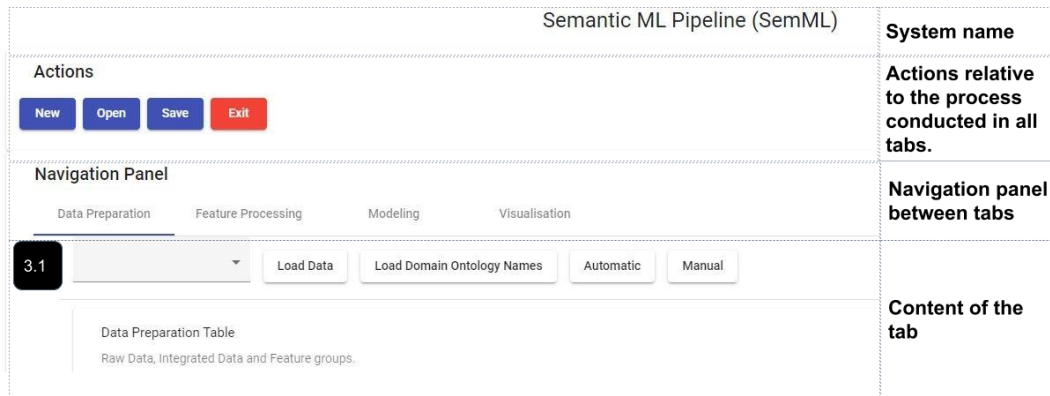 Semantic ML Pipeline (SemML)
System name
Actions
New Open Save Exit
Actions relative
to the process
conducted in all
tabs.
Navigation Panel
Data Preparation Feature Processing Modeling Visualisation
Navigation panel
between tabs
3.1 Load Data Load Domain Ontology Names Automatic Manual
Data Preparation Table
Raw Data, Integrated Data and Feature groups.
Content of the
tab